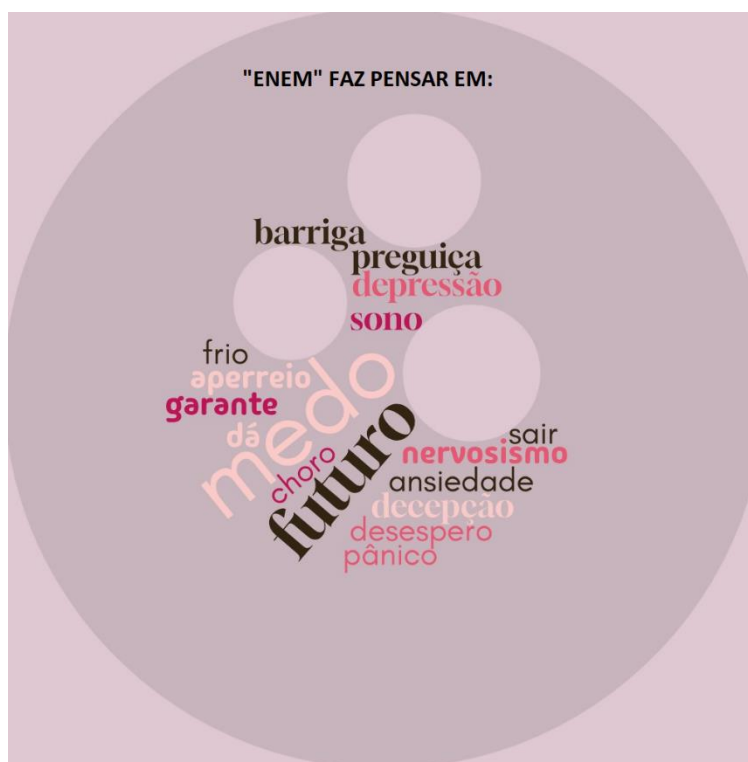 "ENEM" FAZ PENSAR EM:
barriga
preguiça
depressão
sono
frio
aperreio
garante
dá
medo
choro
futuro
sair
nervosismo
ansiedade
decepção
desespero
pânico